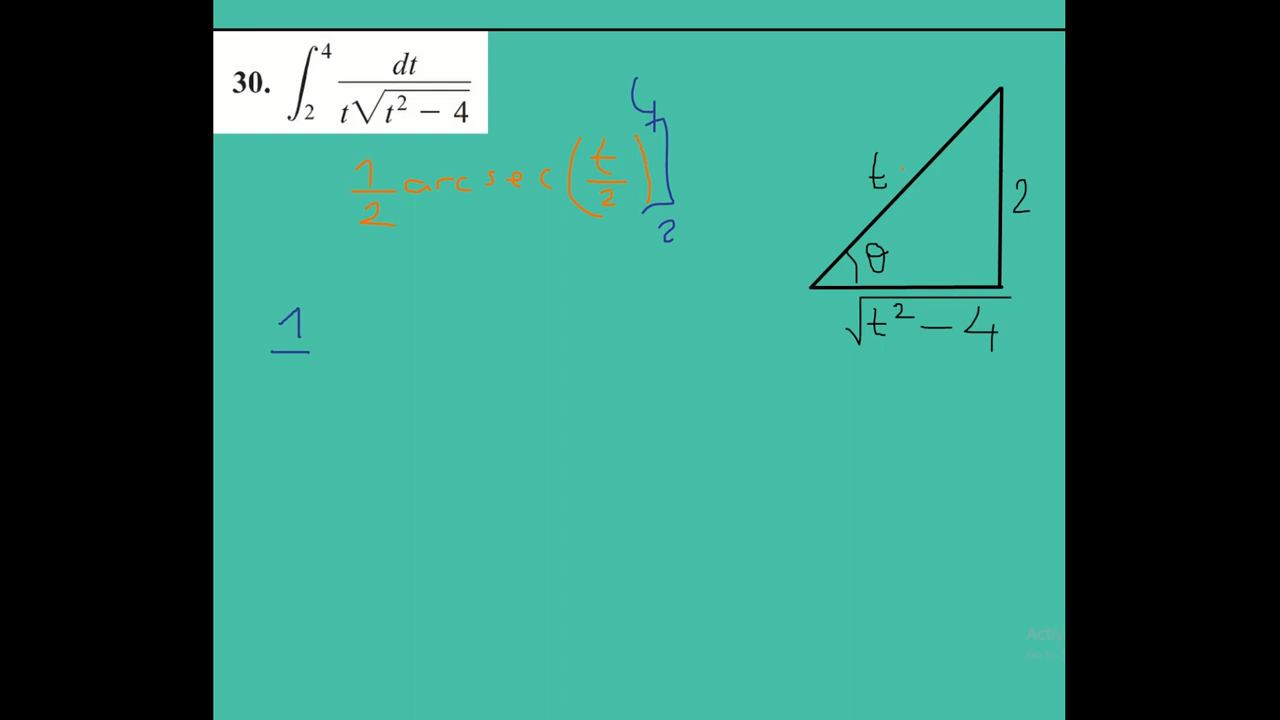 30. ∫₂⁴ dt / (t√(t² − 4))
1/2 arcsec(t/2)]₂⁴
t
2
θ
√(t² − 4)
1